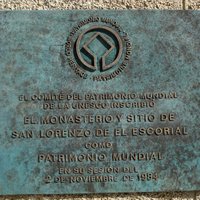 EL COMITÉ DEL PATRIMONIO MUNDIAL
DE LA UNESCO INSCRIBIÓ
EL MONASTERIO Y SITIO DE
SAN LORENZO DE EL ESCORIAL
COMO
PATRIMONIO MUNDIAL
EN SU SESIÓN DEL
2 DE NOVIEMBRE DE 1984